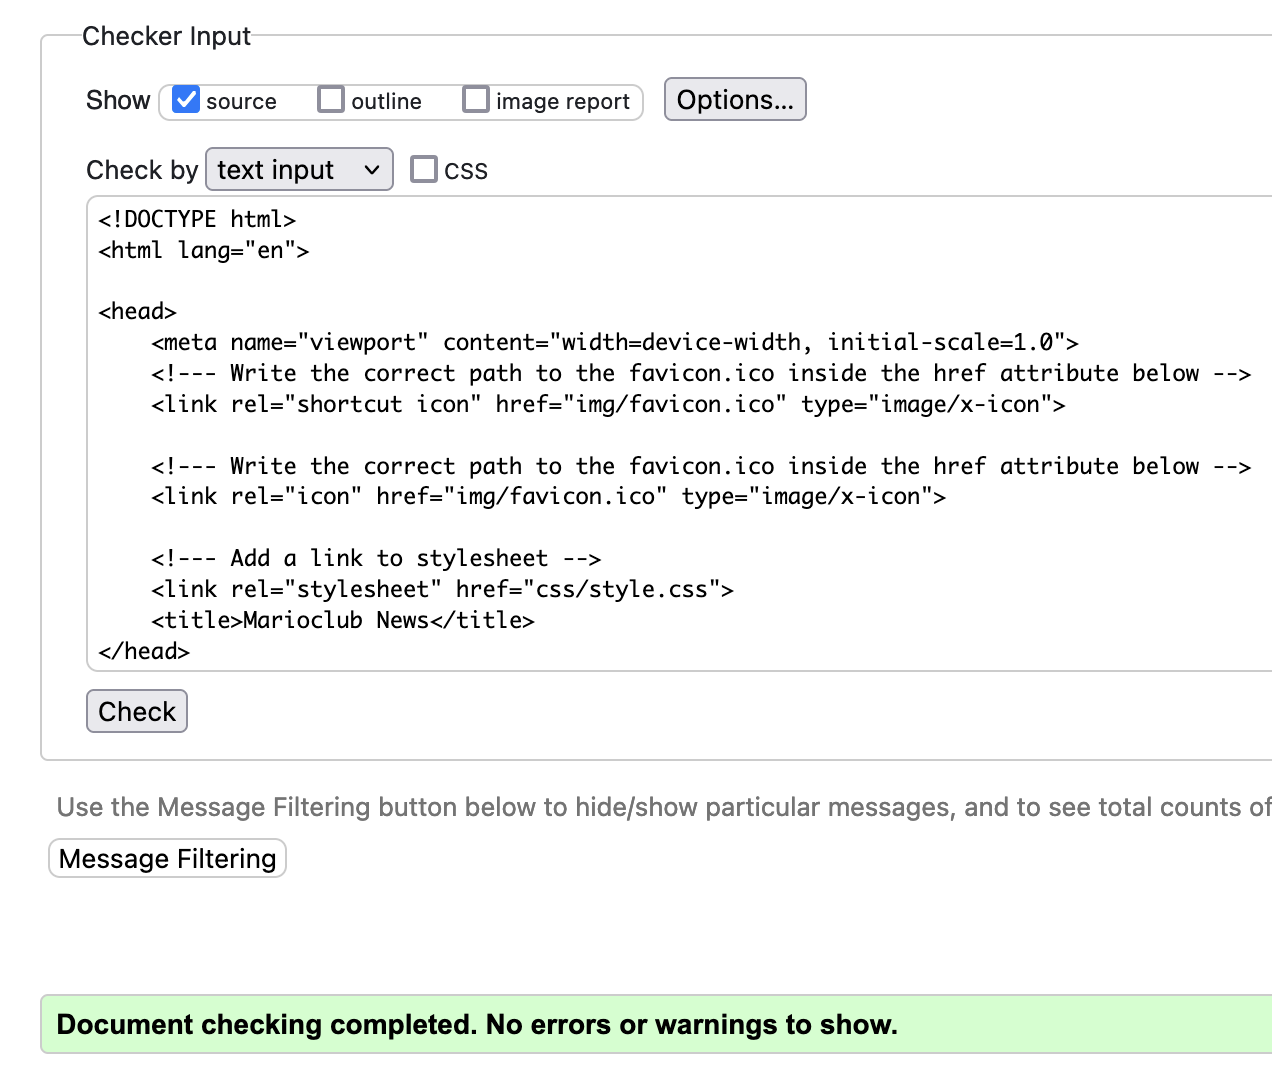 Checker Input
Show source outline image report Options...
Check by text input CSS
<!DOCTYPE html>
<html lang="en">
<head>
<meta name="viewport" content="width=device-width, initial-scale=1.0">
<!--- Write the correct path to the favicon.ico inside the href attribute below -->
<link rel="shortcut icon" href="img/favicon.ico" type="image/x-icon">
<!--- Write the correct path to the favicon.ico inside the href attribute below -->
<link rel="icon" href="img/favicon.ico" type="image/x-icon">
<!--- Add a link to stylesheet -->
<link rel="stylesheet" href="css/style.css">
<title>Marioclub News</title>
</head>
Check
Use the Message Filtering button below to hide/show particular messages, and to see total counts of
Message Filtering
Document checking completed. No errors or warnings to show.